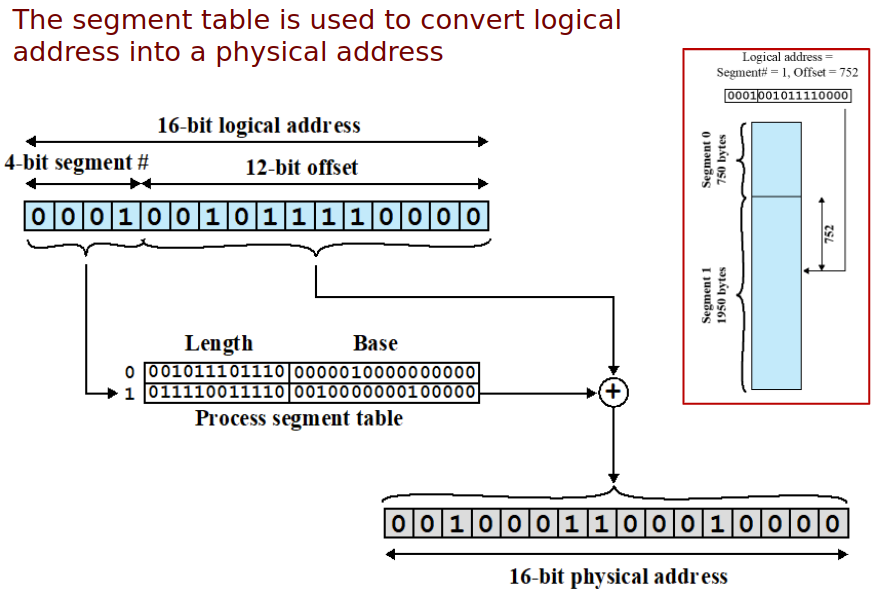 The segment table is used to convert logical
address into a physical address
Logical address =
Segment# = 1, Offset = 752
0001001011110000
Segment 0
750 bytes
752
Segment 1
1950 bytes
16-bit logical address
4-bit segment #
12-bit offset
0 0 0 1 0 0 1 0 1 1 1 1 0 0 0 0
Length Base
0 001011101110 0000010000000000
1 011110011110 0010000000100000
+
Process segment table
0 0 1 0 0 0 1 1 0 0 0 1 0 0 0 0
16-bit physical address